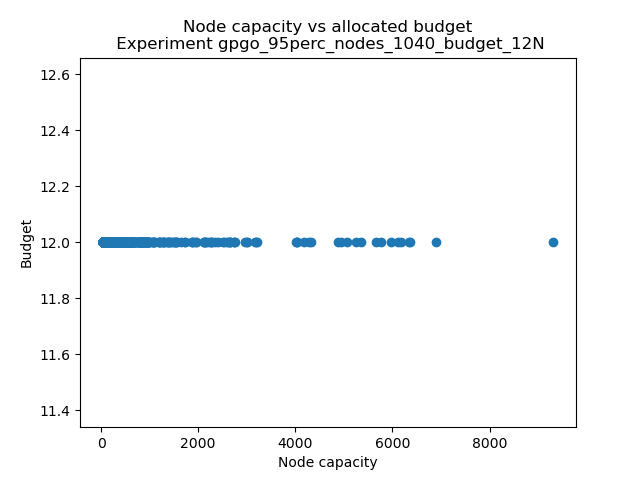 Node capacity vs allocated budget
Experiment gpgo_95perc_nodes_1040_budget_12N
12.6
12.4
12.2
12.0
11.8
11.6
11.4
Budget
0 2000 4000 6000 8000
Node capacity